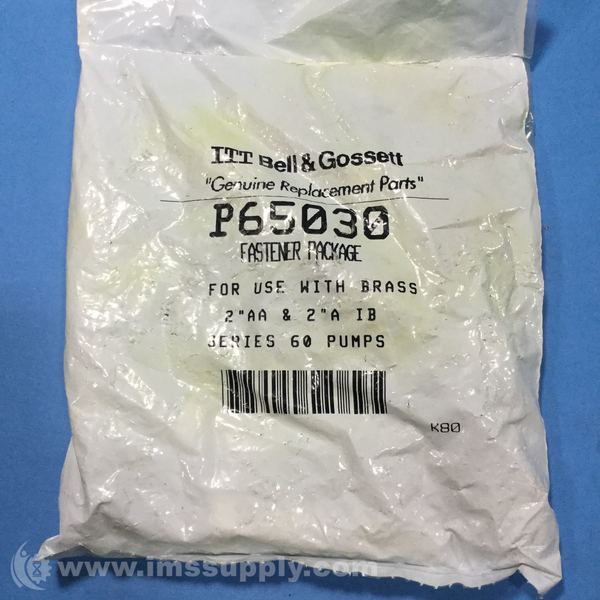 ITT Bell & Gossett
"Genuine Replacement Parts"
P65030
FASTENER PACKAGE
FOR USE WITH BRASS
2"AA & 2"A IB
SERIES 60 PUMPS
K80
www.imssupply.com